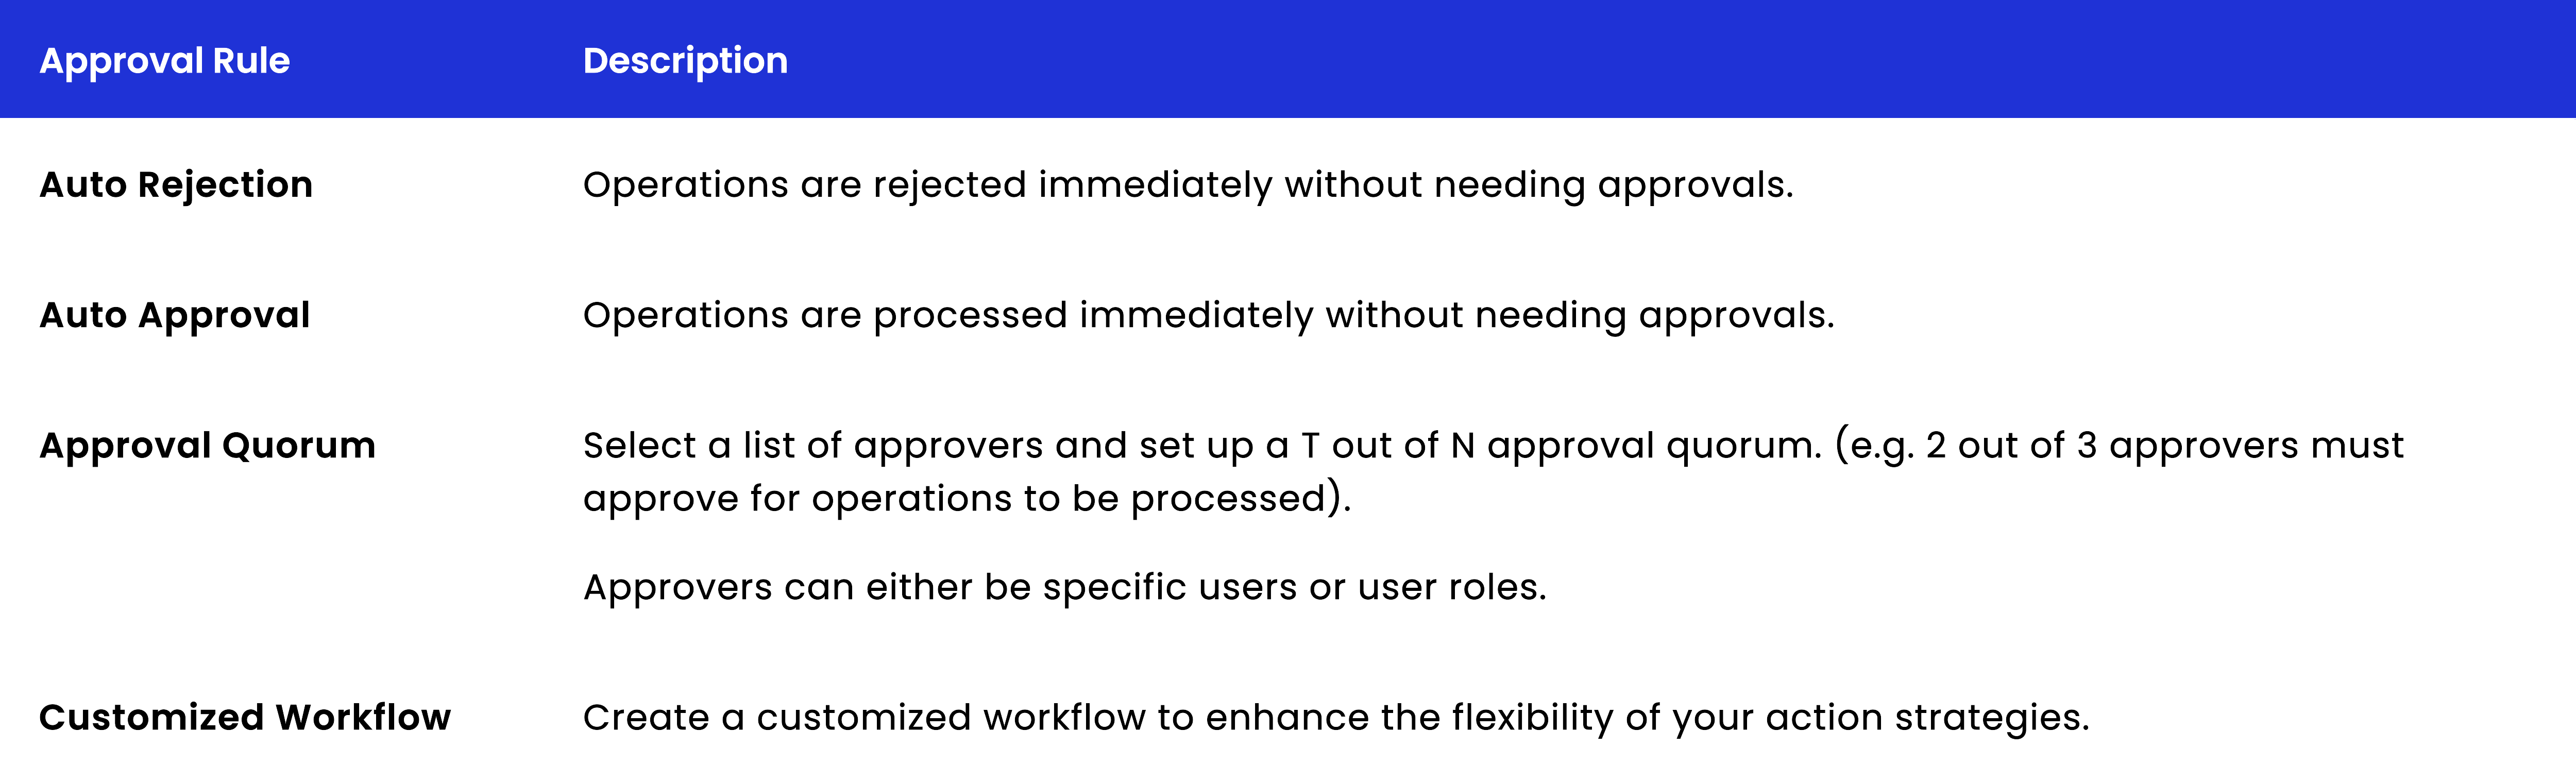 Approval Rule Description
Auto Rejection Operations are rejected immediately without needing approvals.
Auto Approval Operations are processed immediately without needing approvals.
Approval Quorum Select a list of approvers and set up a T out of N approval quorum. (e.g. 2 out of 3 approvers must
approve for operations to be processed).
Approvers can either be specific users or user roles.
Customized Workflow Create a customized workflow to enhance the flexibility of your action strategies.